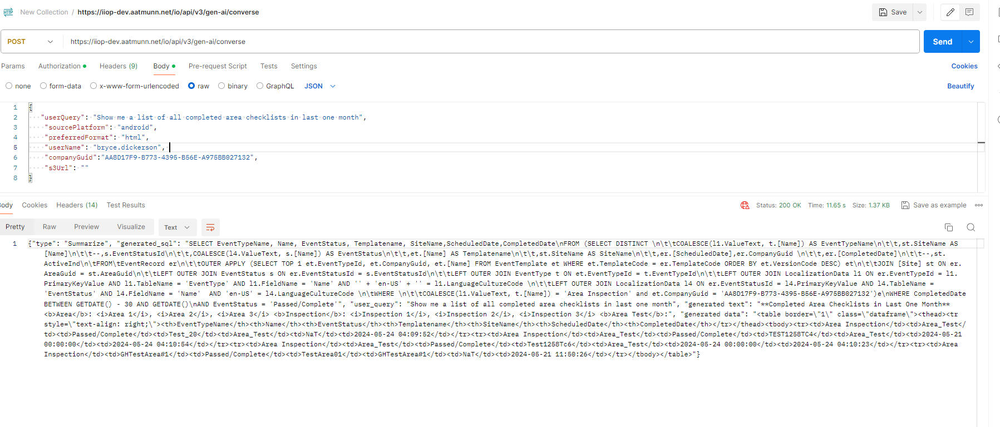 HTTP New Collection / https://iiop-dev.aatmunn.net/io/api/v3/gen-ai/converse Save
POST https://iiop-dev.aatmunn.net/io/api/v3/gen-ai/converse Send
Params Authorization Headers (9) Body Pre-request Script Tests Settings Cookies
none form-data x-www-form-urlencoded raw binary GraphQL JSON Beautify
1 {
2 "userQuery": "Show me a list of all completed area checklists in last one month",
3 "sourcePlatform": "android",
4 "preferredFormat": "html",
5 "userName": "bryce.dickerson",
6 "companyGuid":"AA8D17F9-B773-4395-B56E-A975BB027132",
7 "s3Url": ""
8 }
ody Cookies Headers (14) Test Results Status: 200 OK Time: 11.65 s Size: 1.37 KB Save as example
Pretty Raw Preview Visualize Text
1 {"type": "Summarize", "generated_sql": "SELECT EventTypeName, Name, EventStatus, Templatename, SiteName,ScheduledDate,CompletedDate\nFROM (SELECT DISTINCT \n\t\tCOALESCE(l1.ValueText, t.[Name]) AS EventTypeName\n\t\t,st.SiteName AS
[Name]\n\t\t--,s.EventStatusId\n\t\t,COALESCE(l4.ValueText, s.[Name]) AS EventStatus\n\t\t,et.[Name] AS Templatename\n\t\t,st.SiteName AS SiteName\n\t\t,er.[ScheduledDate],er.CompanyGuid \n\t\t,er.[CompletedDate]\n\t\t--,st.
ActiveInd\n\tFROM\tEventRecord er\n\t\tOUTER APPLY (SELECT TOP 1 et.EventTypeId, et.CompanyGuid, et.[Name] FROM EventTemplate et WHERE et.TemplateCode = er.TemplateCode ORDER BY et.VersionCode DESC) et\n\t\tJOIN [Site] st ON er.
AreaGuid = st.AreaGuid\n\t\tLEFT OUTER JOIN EventStatus s ON er.EventStatusId = s.EventStatusId\n\t\tLEFT OUTER JOIN EventType t ON et.EventTypeId = t.EventTypeId\n\t\tLEFT OUTER JOIN LocalizationData l1 ON er.EventTypeId = l1.
PrimaryKeyValue AND l1.TableName = 'EventType' AND l1.FieldName = 'Name' AND '' + 'en-US' + '' = l1.LanguageCultureCode \n\t\tLEFT OUTER JOIN LocalizationData l4 ON er.EventStatusId = l4.PrimaryKeyValue AND l4.TableName =
'EventStatus' AND l4.FieldName = 'Name'  AND 'en-US' = l4.LanguageCultureCode \n\tWHERE \n\t\tCOALESCE(l1.ValueText, t.[Name]) = 'Area Inspection' and et.CompanyGuid = 'AA8D17F9-B773-4395-B56E-A975BB027132')e\nWHERE CompletedDate
BETWEEN GETDATE() - 30 AND GETDATE()\nAND EventStatus = 'Passed/Complete'", "user_query": "Show me a list of all completed area checklists in last one month", "generated text": "**Completed Area Checklists in Last One Month**
<b>Area</b>: <i>Area 1</i>, <i>Area 2</i>, <i>Area 3</i> <b>Inspection</b>: <i>Inspection 1</i>, <i>Inspection 2</i>, <i>Inspection 3</i> <b>Area Test</b>:", "generated data": "<table border=\"1\" class=\"dataframe\"><thead><tr
style=\"text-align: right;\"><th>EventTypeName</th><th>Name</th><th>EventStatus</th><th>Templatename</th><th>SiteName</th><th>ScheduledDate</th><th>CompletedDate</th></tr></thead><tbody><tr><td>Area Inspection</td><td>Area_Test</
td><td>Passed/Complete</td><td>Test_20</td><td>Area_Test</td><td>NaT</td><td>2024-05-24 04:09:52</td></tr><tr><td>Area Inspection</td><td>Area_Test</td><td>Passed/Complete</td><td>TEST1258TC4</td><td>Area_Test</td><td>2024-05-21
00:00:00</td><td>2024-05-24 04:10:54</td></tr><tr><td>Area Inspection</td><td>Area_Test</td><td>Passed/Complete</td><td>Test1258Tc6</td><td>Area_Test</td><td>2024-05-24 00:00:00</td><td>2024-05-24 04:10:23</td></tr><tr><td>Area
Inspection</td><td>GHTestArea#1</td><td>Passed/Complete</td><td>TestArea01</td><td>GHTestArea#1</td><td>NaT</td><td>2024-05-21 11:50:26</td></tr></tbody></table>"}